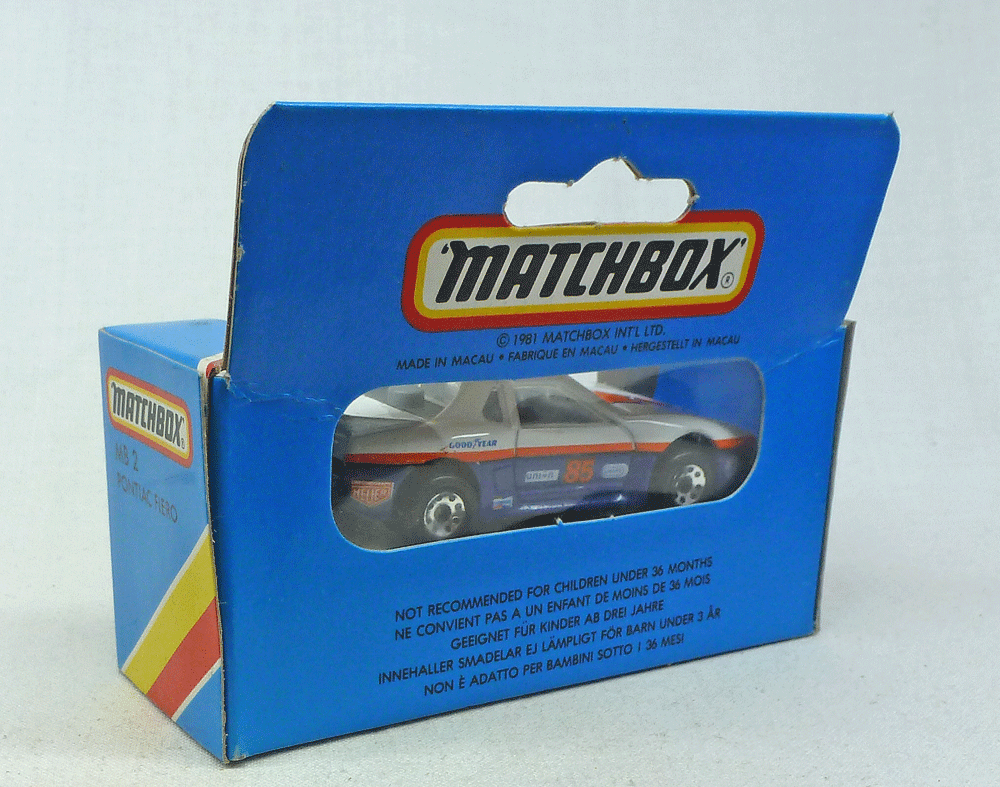 'MATCHBOX'®
© 1981 MATCHBOX INT'L LTD.
MADE IN MACAU • FABRIQUE EN MACAU • HERGESTELLT IN MACAU
'MATCHBOX'®
MB 2
PONTIAC FIERO
GOOD YEAR
union
85
NOT RECOMMENDED FOR CHILDREN UNDER 36 MONTHS
NE CONVIENT PAS A UN ENFANT DE MOINS DE 36 MOIS
GEEIGNET FÜR KINDER AB DREI JAHRE
INNEHALLER SMADELAR EJ LÄMPLIGT FÖR BARN UNDER 3 ÅR
NON È ADATTO PER BAMBINI SOTTO I 36 MESI